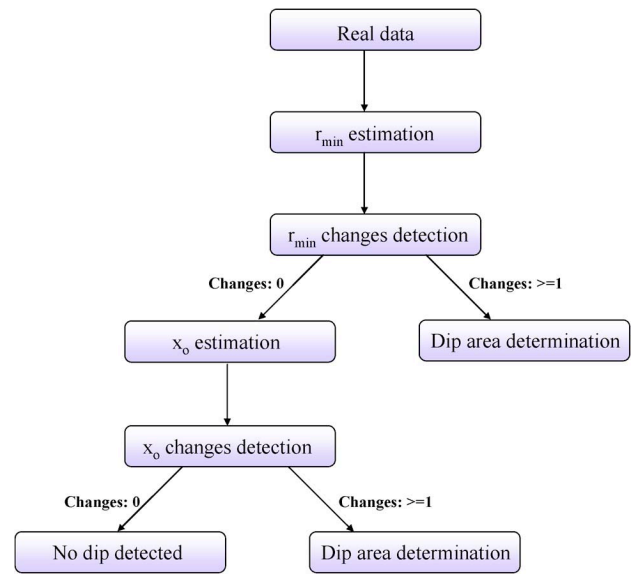 Real data
r_min estimation
r_min changes detection
Changes: 0
Changes: >=1
x_o estimation
Dip area determination
x_o changes detection
Changes: 0
Changes: >=1
No dip detected
Dip area determination